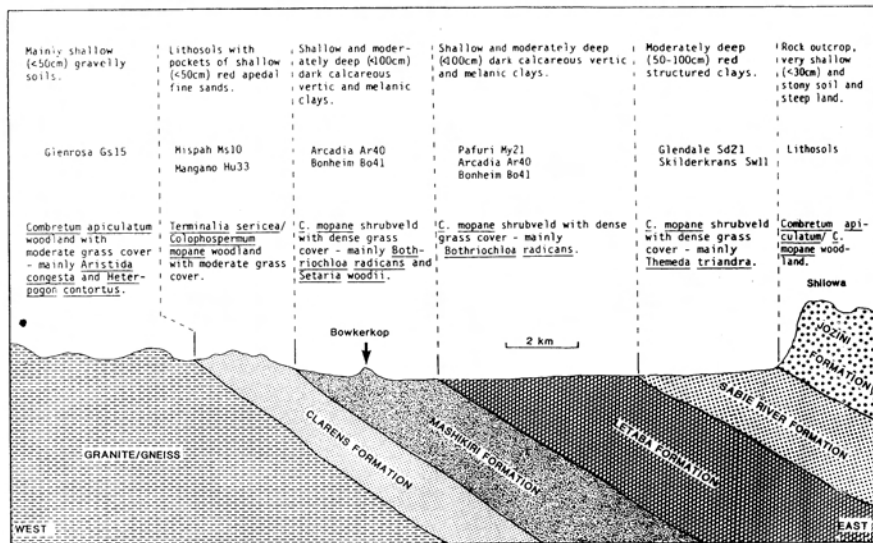 Mainly shallow
(<50cm) gravelly
soils.
Lithosols with
pockets of shallow
(<50cm) red apedal
fine sands.
Shallow and moder-
ately deep (<100cm)
dark calcareous
vertic and melanic
clays.
Shallow and moderately deep
(<100cm) dark calcareous vertic
and melanic clays.
Moderately deep
(50-100cm) red
structured clays.
Rock outcrop,
very shallow
(<30cm) and
stony soil and
steep land.
Glenrosa Gs15
Mispah Ms10
Mangano Hu33
Arcadia Ar40
Bonheim Bo41
Pafuri My21
Arcadia Ar40
Bonheim Bo41
Glendale Sd21
Skilderkrans Sw11
Lithosols
Combretum apiculatum
woodland with
moderate grass cover
- mainly Aristida
congesta and Heter-
pogon contortus.
Terminalia sericea/
Colophospermum
mopane woodland
with moderate grass
cover.
C. mopane shrubveld
with dense grass
cover - mainly Both-
riochloa radicans and
Setaria woodii.
C. mopane shrubveld with dense
grass cover - mainly
Bothriochloa radicans.
C. mopane shrubveld
with dense grass
cover - mainly
Themeda triandra.
Combretum api-
culatum/ C.
mopane wood-
land.
Shilowa
Bowkerkop
2 km
JOZINI
FORMATION
SABIE RIVER FORMATION
LETABA FORMATION
MASHIKIRI FORMATION
CLARENS FORMATION
GRANITE/GNEISS
WEST
EAST